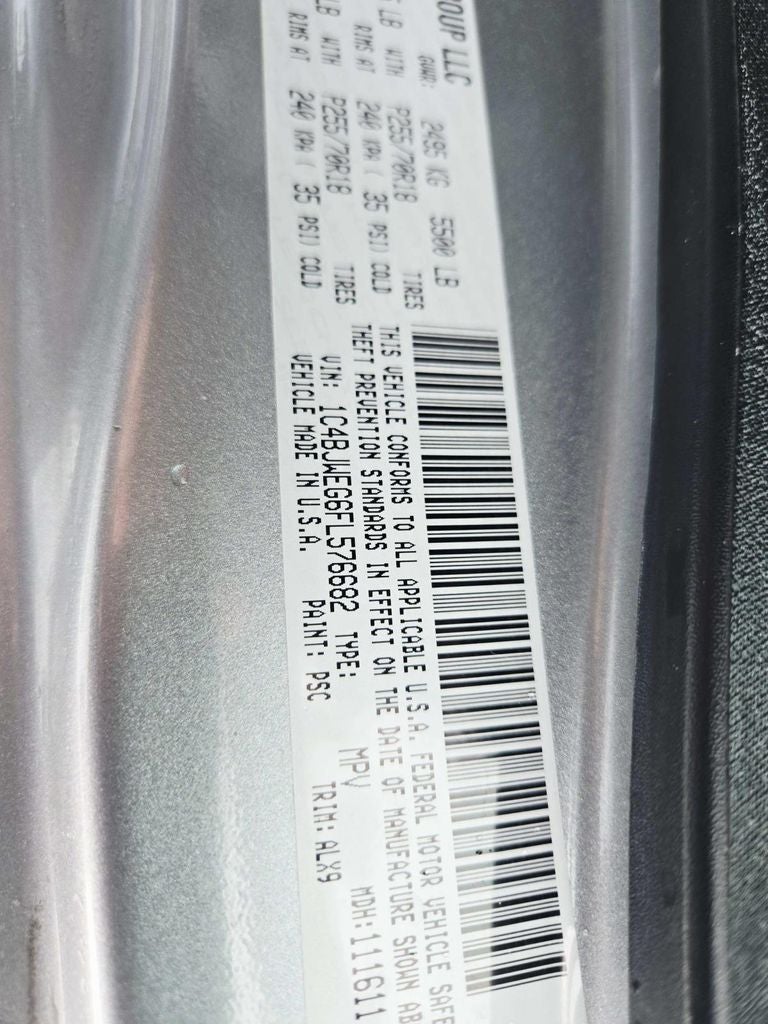 OUP LLC
GVWR: 2495 KG 5500 LB
LB WITH P255/70R18 TIRES
RIMS AT 240 KPA ( 35 PSI) COLD
LB WITH P255/70R18 TIRES
RIMS AT 240 KPA ( 35 PSI) COLD
THIS VEHICLE CONFORMS TO ALL APPLICABLE U.S.A. FEDERAL MOTOR VEHICLE SAFE
THEFT PREVENTION STANDARDS IN EFFECT ON THE DATE OF MANUFACTURE SHOWN AB
VIN: 1C4BJWEG6FL576682 TYPE: MPV MDH:111611
VEHICLE MADE IN U.S.A. PAINT: PSC TRIM: ALX9